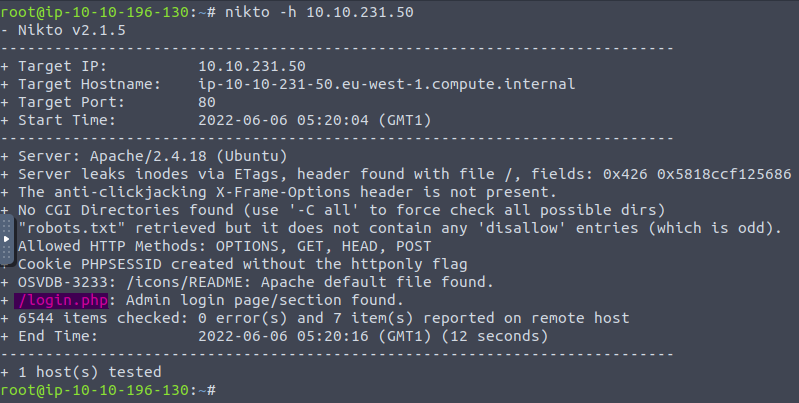 root@ip-10-10-196-130:~# nikto -h 10.10.231.50
- Nikto v2.1.5
---------------------------------------------------------------------------
+ Target IP:          10.10.231.50
+ Target Hostname:    ip-10-10-231-50.eu-west-1.compute.internal
+ Target Port:        80
+ Start Time:         2022-06-06 05:20:04 (GMT1)
---------------------------------------------------------------------------
+ Server: Apache/2.4.18 (Ubuntu)
+ Server leaks inodes via ETags, header found with file /, fields: 0x426 0x5818ccf125686
+ The anti-clickjacking X-Frame-Options header is not present.
+ No CGI Directories found (use '-C all' to force check all possible dirs)
"robots.txt" retrieved but it does not contain any 'disallow' entries (which is odd).
Allowed HTTP Methods: OPTIONS, GET, HEAD, POST
+ Cookie PHPSESSID created without the httponly flag
+ OSVDB-3233: /icons/README: Apache default file found.
+ /login.php: Admin login page/section found.
+ 6544 items checked: 0 error(s) and 7 item(s) reported on remote host
+ End Time:           2022-06-06 05:20:16 (GMT1) (12 seconds)
---------------------------------------------------------------------------
+ 1 host(s) tested
root@ip-10-10-196-130:~#